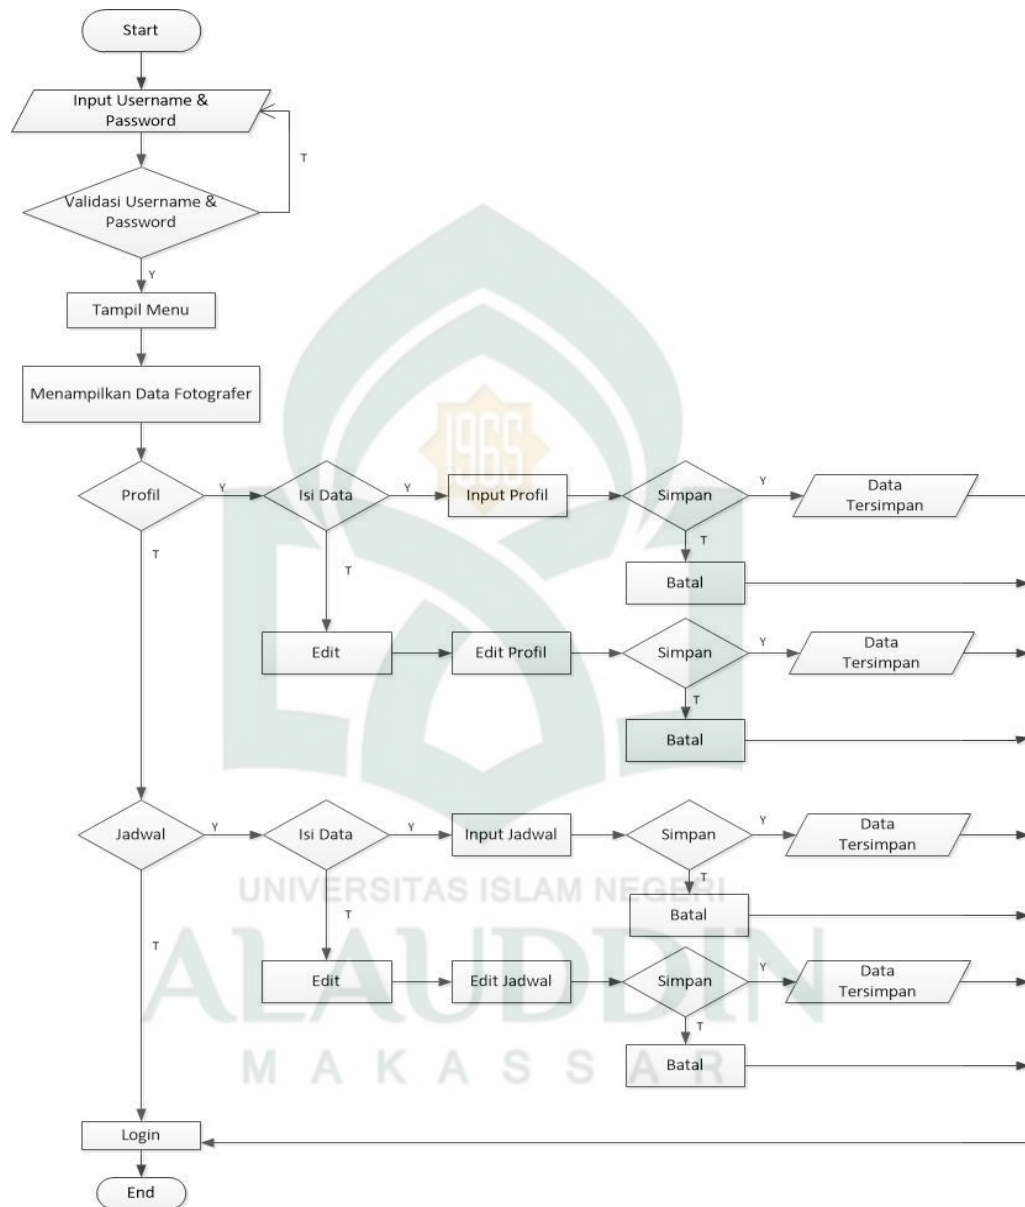 Start
Input Username &
Password
T
Validasi Username &
Password
Y
Tampil Menu
Menampilkan Data Fotografer
Profil
Y
Isi Data
Y
Input Profil
Simpan
Y
Data
Tersimpan
T
T
T
Batal
Edit
Edit Profil
Simpan
Y
Data
Tersimpan
T
Batal
Jadwal
Y
Isi Data
Y
Input Jadwal
Simpan
Y
Data
Tersimpan
T
Batal
T
T
Edit
Edit Jadwal
Simpan
Y
Data
Tersimpan
T
Batal
Login
End
1965
UNIVERSITAS ISLAM NEGERI
ALAUDDIN
MAKASSAR